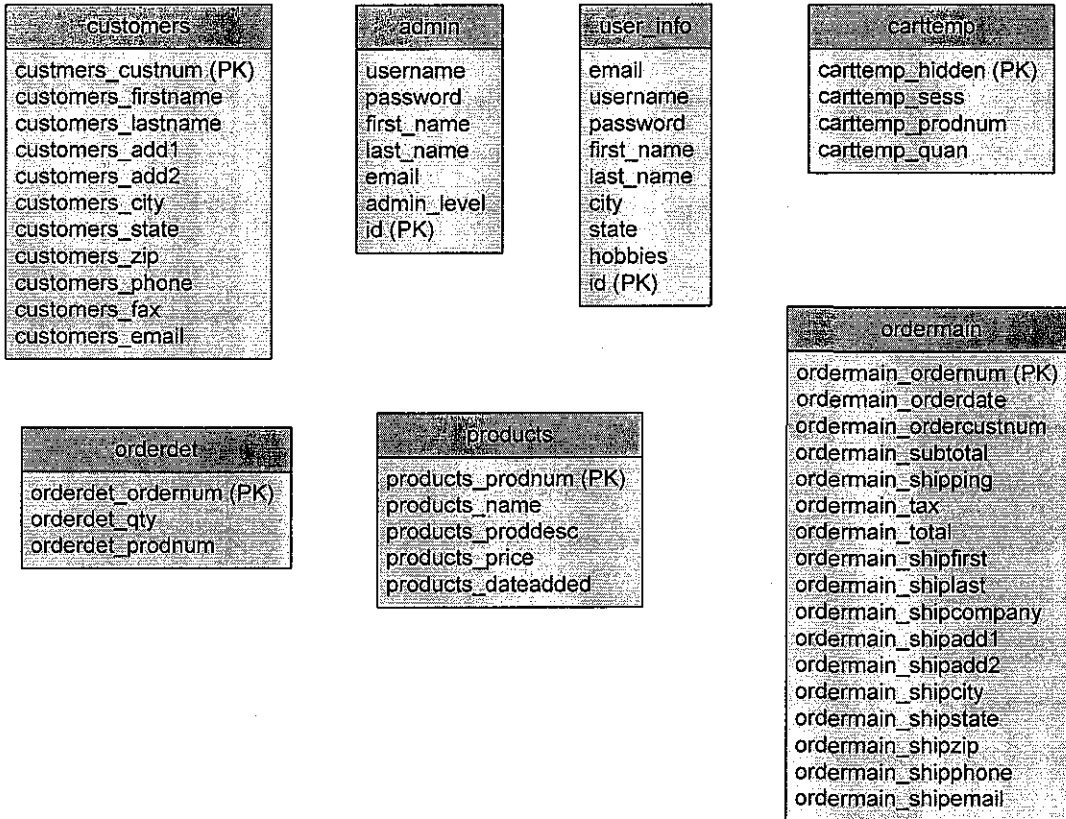 customers
custmers_custnum (PK)
customers_firstname
customers_lastname
customers_add1
customers_add2
customers_city
customers_state
customers_zip
customers_phone
customers_fax
customers_email
admin
username
password
first_name
last_name
email
admin_level
id (PK)
user_info
email
username
password
first_name
last_name
city
state
hobbies
id (PK)
carttemp
carttemp_hidden (PK)
carttemp_sess
carttemp_prodnum
carttemp_quan
orderdet
orderdet_ordernum (PK)
orderdet_qty
orderdet_prodnum
products
products_prodnum (PK)
products_name
products_proddesc
products_price
products_dateadded
ordermain
ordermain_ordernum (PK)
ordermain_orderdate
ordermain_ordercustnum
ordermain_subtotal
ordermain_shipping
ordermain_tax
ordermain_total
ordermain_shipfirst
ordermain_shiplast
ordermain_shipcompany
ordermain_shipadd1
ordermain_shipadd2
ordermain_shipcity
ordermain_shipstate
ordermain_shipzip
ordermain_shipphone
ordermain_shipemail